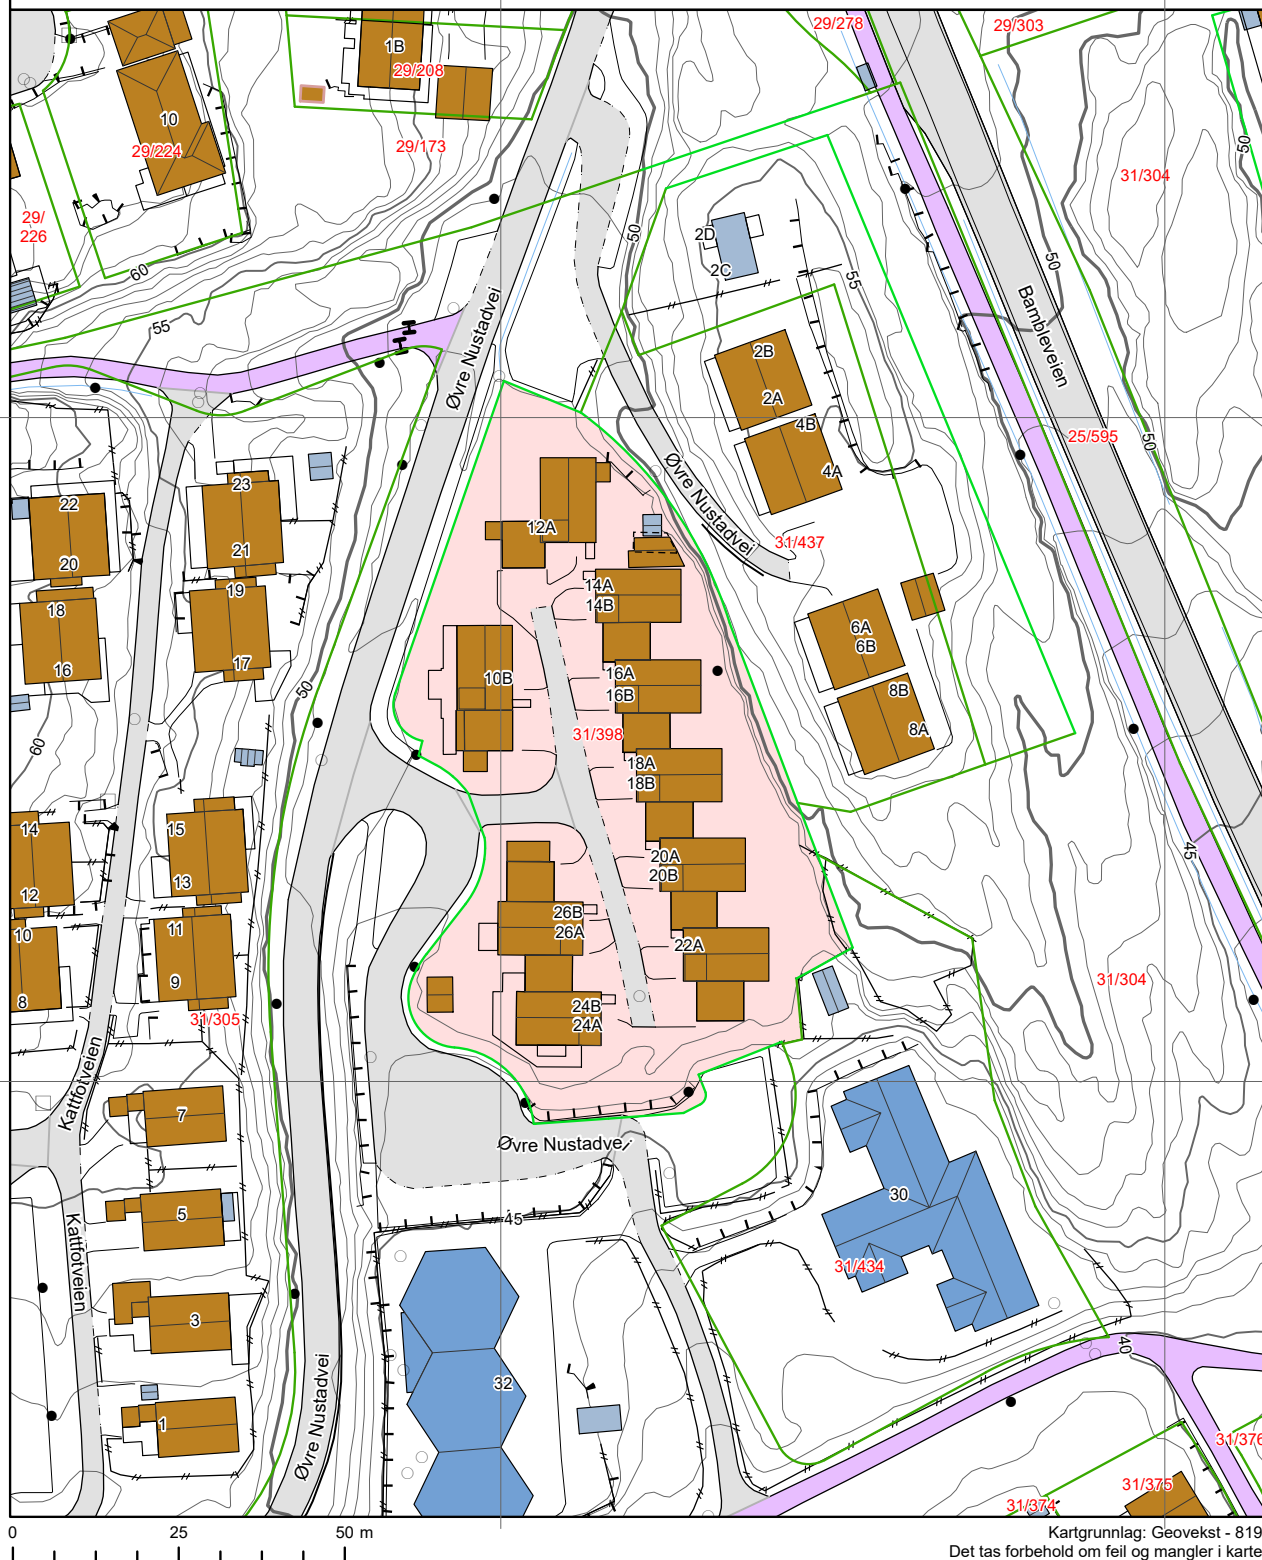 29/278
29/303
1B
29/208
10
29/224
29/173
50
31/304
29/
226
2D
50
2C
50
60
55
55
Bambleveien
Øvre Nustadvei
2B
2A
4B
25/595
50
4A
Øvre Nustadvei
23
22
12A
31/437
21
20
14A
19
18
14B
6A
6B
17
16
16A
10B
50
16B
8B
8A
31/398
60
18A
18B
14
15
45
20A
20B
13
12
26B
11
10
26A
22A
9
8
31/304
24B
31/305
24A
Kattfotveien
7
Øvre Nustadvei
30
5
45
Kattfotveien
31/434
3
40
32
Øvre Nustadvei
1
31/376
31/375
31/374
0 25 50 m
Kartgrunnlag: Geovekst - 819
Det tas forbehold om feil og mangler i karte